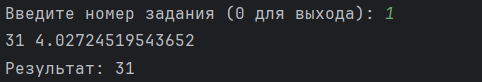 Введите номер задания (0 для выхода): 1
31 4.02724519543652
Результат: 31